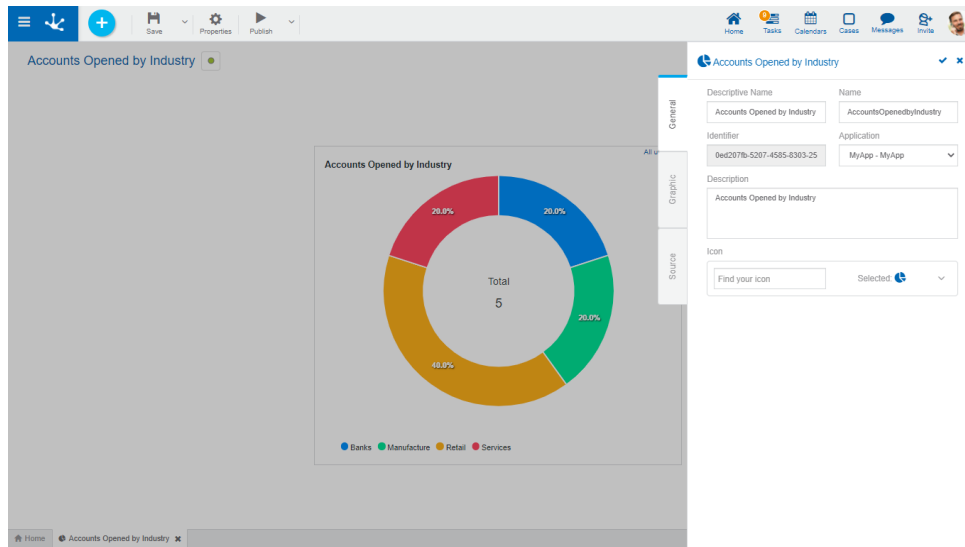 Save
Properties
Publish
Home
9
Tasks
Calendars
Cases
Messages
Invite
Accounts Opened by Industry
Accounts Opened by Industry
All
20.0%
20.0%
Total
5
20.0%
40.0%
Banks
Manufacture
Retail
Services
General
Graphic
Source
Accounts Opened by Industry
Descriptive Name
Name
Accounts Opened by Industry
AccountsOpenedbyIndustry
Identifier
Application
0ed207fb-5207-4585-8303-25
MyApp - MyApp
Description
Accounts Opened by Industry
Icon
Find your icon
Selected:
Home
Accounts Opened by Industry